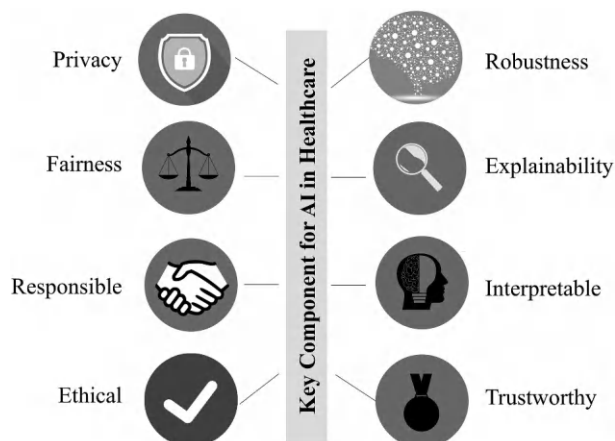 Privacy
Robustness
Fairness
Explainability
Key Component for AI in Healthcare
Responsible
Interpretable
Ethical
Trustworthy